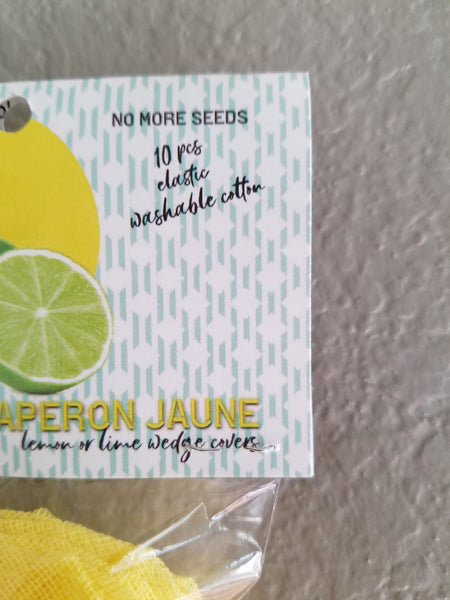 NO MORE SEEDS
10 pcs
elastic
washable cotton
APERON JAUNE
lemon or lime wedge covers